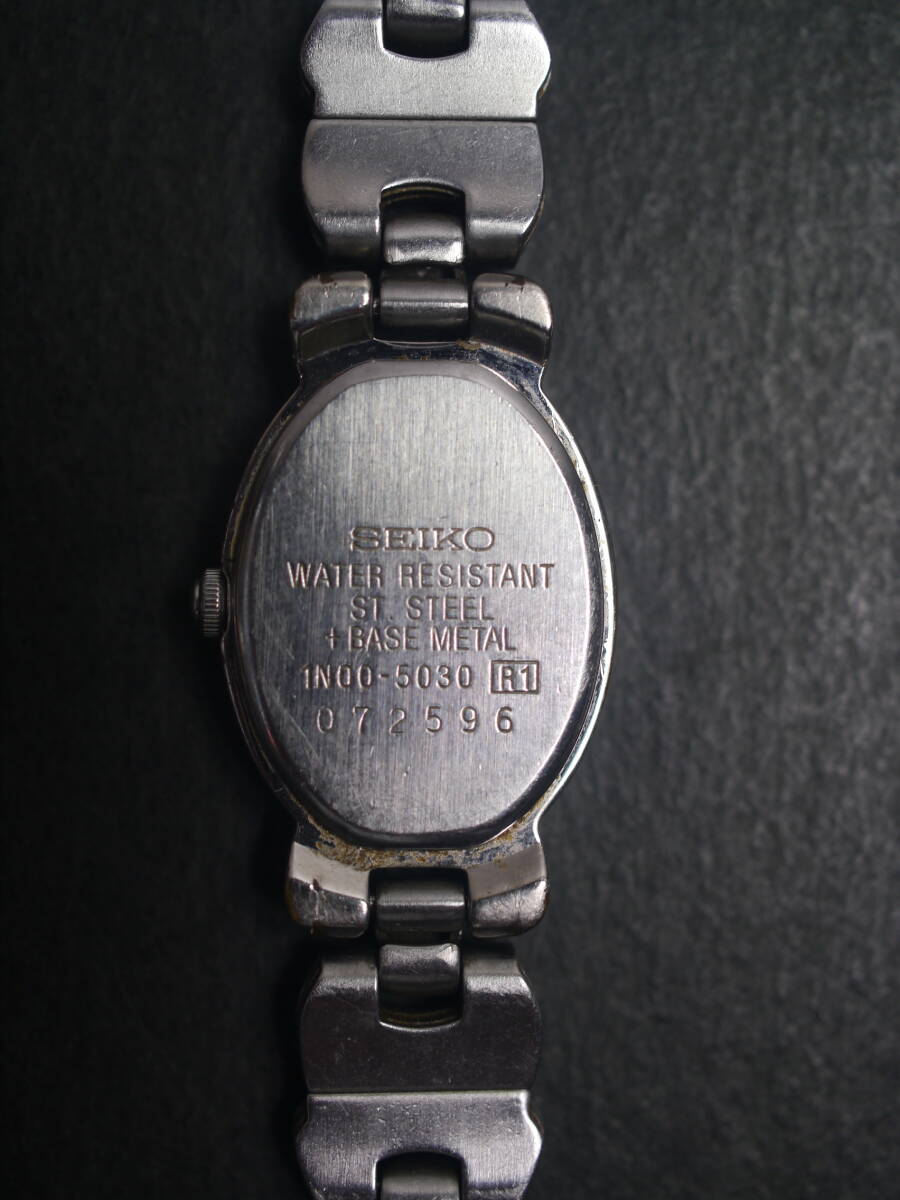 SEIKO
WATER RESISTANT
ST. STEEL
+BASE METAL
1N00-5030 R1
072596